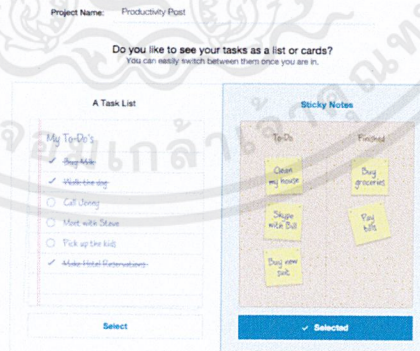 Project Name: Productivity Post
Do you like to see your tasks as a list or cards?
You can easily switch between them once you are in.
A Task List
My To-Do's
Buy Milk
Walk the dog
Call Jenny
Meet with Steve
Pick up the kids
Make Hotel Reservations
Select
Sticky Notes
To-Do
Finished
Clean
my house
Buy
groceries
Skype
with Bill
Pay
bills
Buy new
suit
✓ Selected